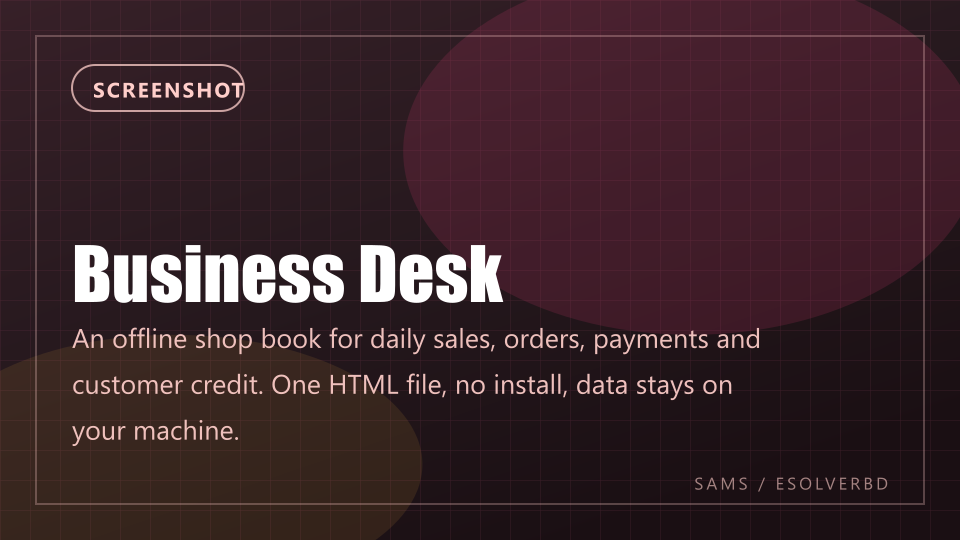 SCREENSHOT
Business Desk
An offline shop book for daily sales, orders, payments and
customer credit. One HTML file, no install, data stays on
your machine.
SAMS / ESOLVERBD